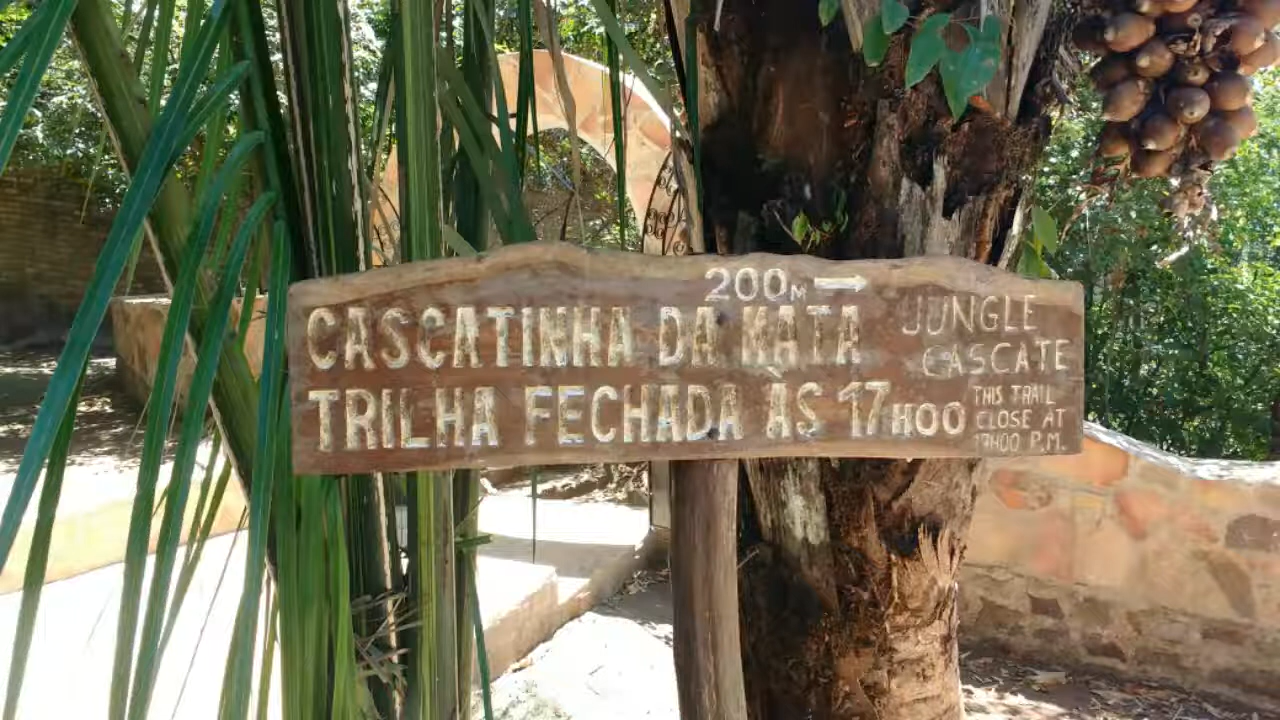 200M →
CASCATINHA DA MATA
TRILHA FECHADA ÀS 17H00
JUNGLE
CASCATE
THIS TRAIL
CLOSE AT
17H00 P.M.